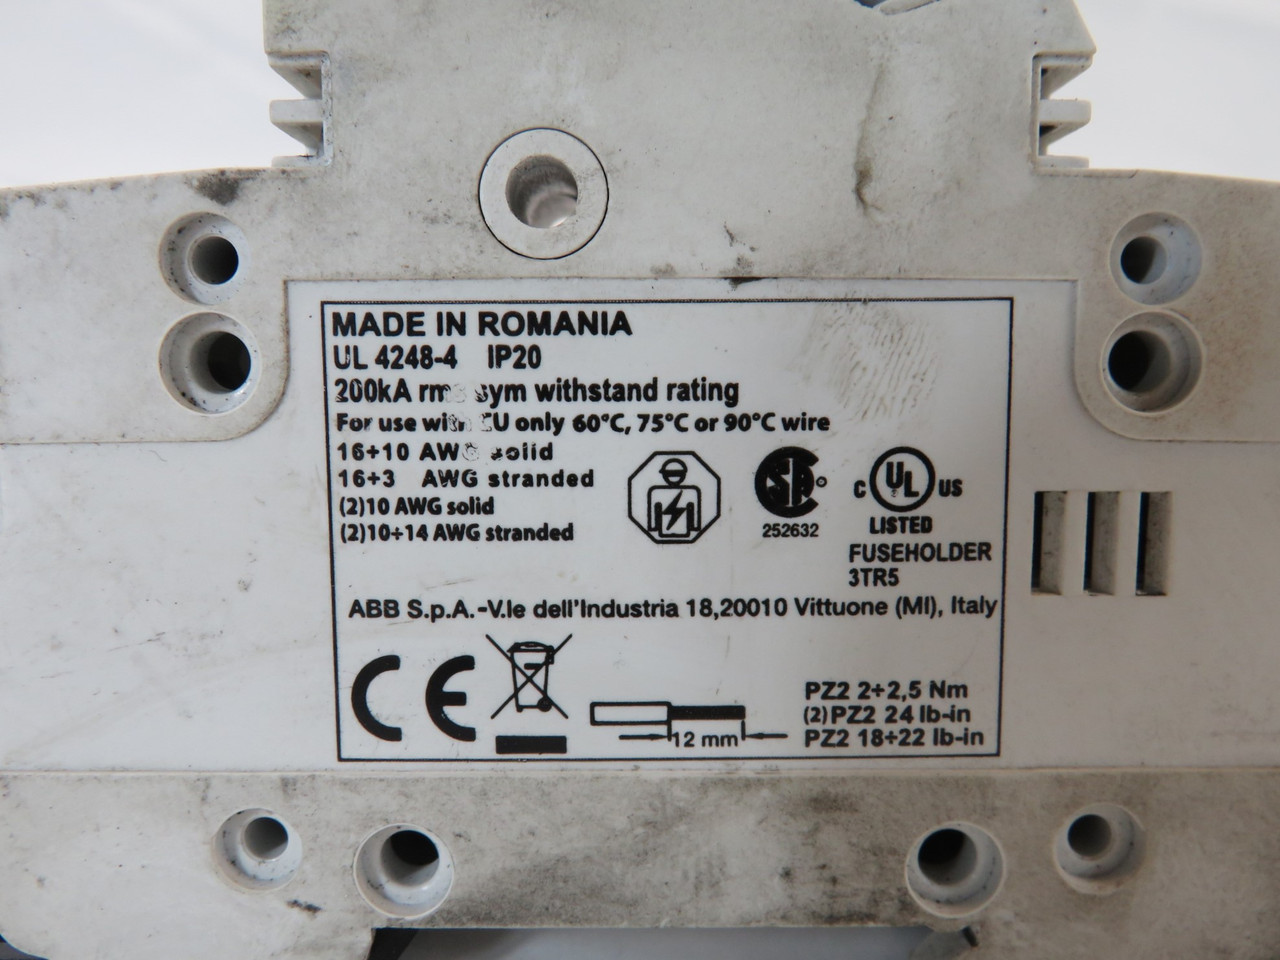 MADE IN ROMANIA
UL 4248-4 IP20
200kA rms sym withstand rating
For use with CU only 60°C, 75°C or 90°C wire
16÷10 AWG solid
16÷3 AWG stranded
(2)10 AWG solid
(2)10÷14 AWG stranded
SA
252632
C UL US
LISTED
FUSEHOLDER
3TR5
ABB S.p.A.-V.le dell'Industria 18,20010 Vittuone (MI), Italy
CE
12 mm
PZ2 2÷2,5 Nm
(2)PZ2 24 lb-in
PZ2 18÷22 lb-in